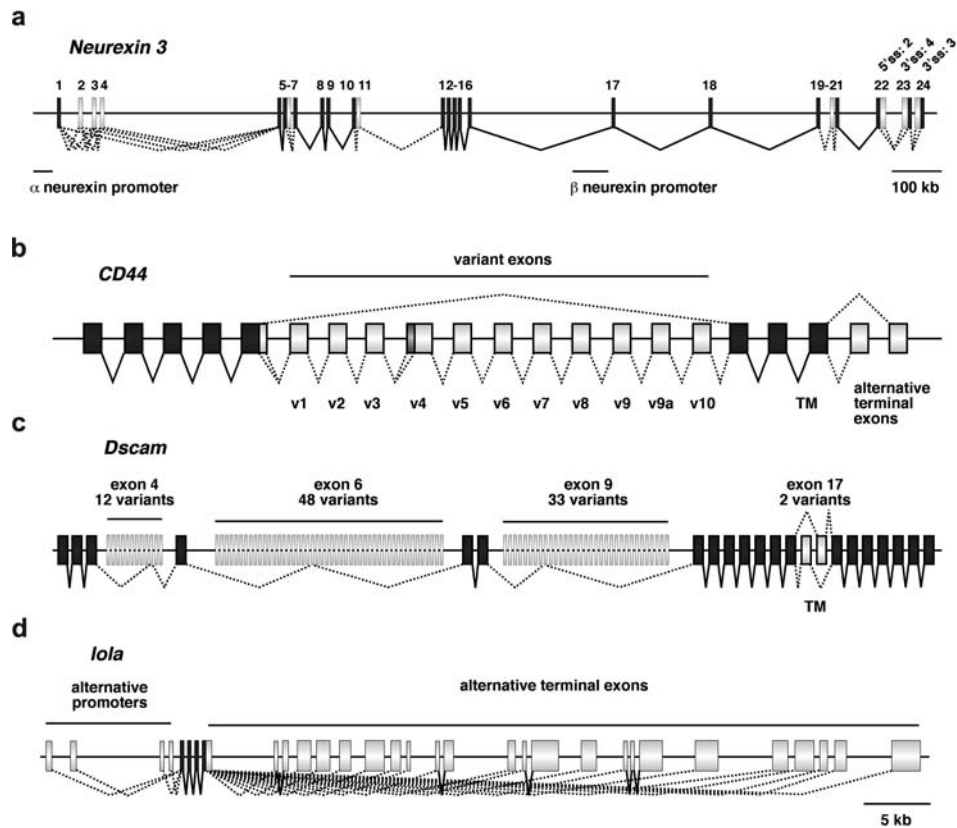 a
Neurexin 3
5'ss: 2
3'ss: 4
3'ss: 3
1 2 3 4 5-7 8 9 10 11 12-16 17 18 19-21 22 23 24
α neurexin promoter
β neurexin promoter
100 kb
b
CD44
variant exons
v1 v2 v3 v4 v5 v6 v7 v8 v9 v9a v10 TM
alternative
terminal
exons
c
Dscam
exon 4
12 variants
exon 6
48 variants
exon 9
33 variants
exon 17
2 variants
TM
d
lola
alternative
promoters
alternative terminal exons
5 kb